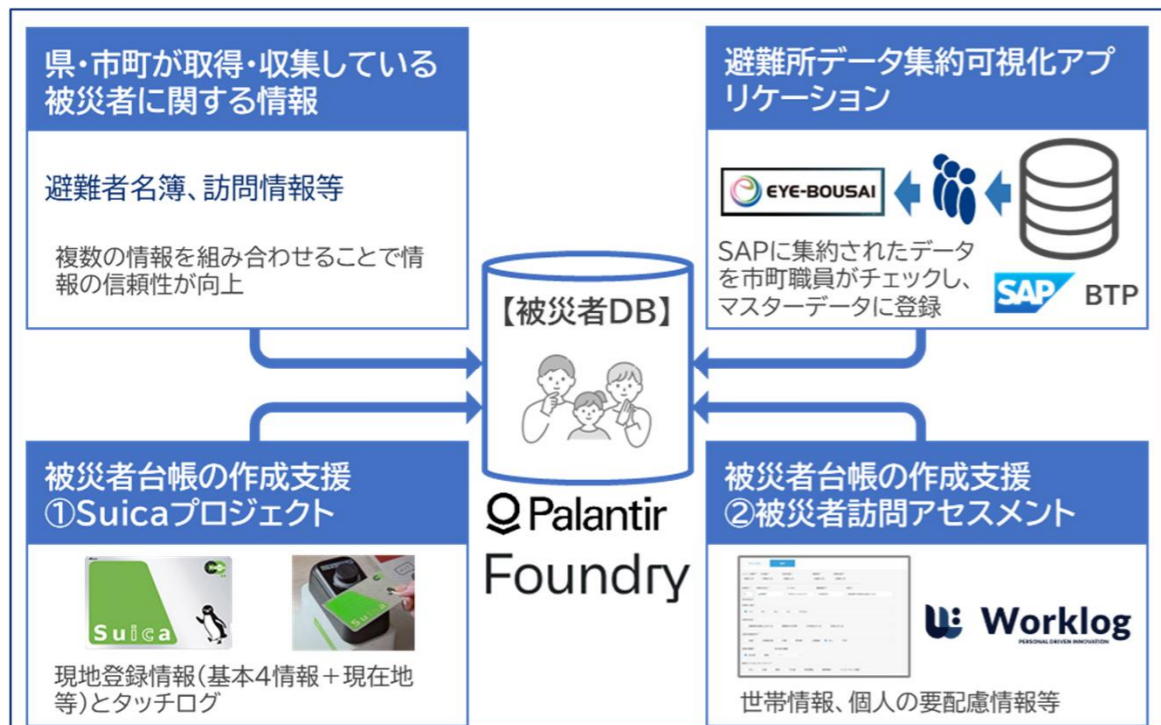 県・市町が取得・収集している
被災者に関する情報
避難者名簿、訪問情報等
複数の情報を組み合わせることで情
報の信頼性が向上
避難所データ集約可視化アプ
リケーション
EYE-BOUSAI
SAPに集約されたデータ
を市町職員がチェックし、
マスターデータに登録
SAP BTP
【被災者DB】
Palantir
Foundry
被災者台帳の作成支援
①Suicaプロジェクト
Suica
現地登録情報(基本4情報+現在地
等)とタッチログ
被災者台帳の作成支援
②被災者訪問アセスメント
Worklog
PERSONAL DRIVEN INNOVATION
世帯情報、個人の要配慮情報等